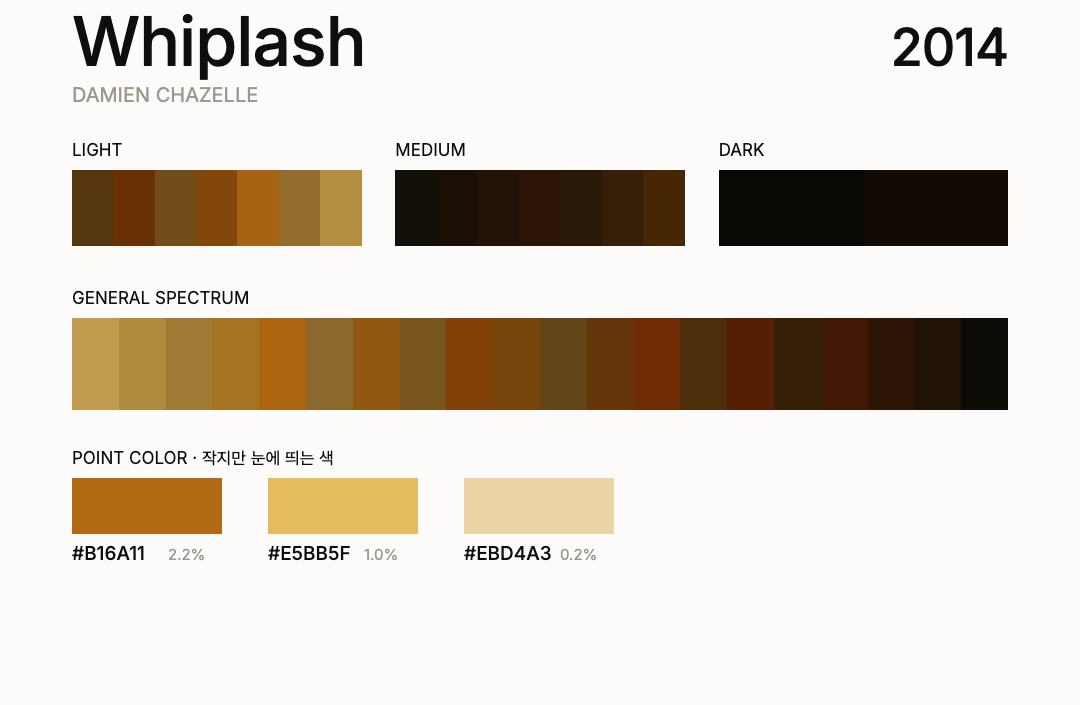 Whiplash 2014
DAMIEN CHAZELLE
LIGHT MEDIUM DARK
GENERAL SPECTRUM
POINT COLOR · 작지만 눈에 띄는 색
#B16A11 2.2% #E5BB5F 1.0% #EBD4A3 0.2%